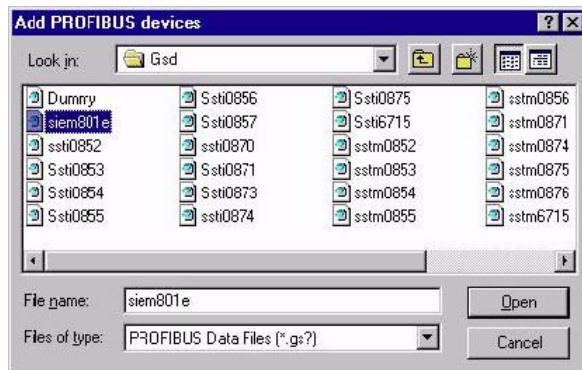 Add PROFIBUS devices
Look in: Gsd
Dummy Ssti0856 Ssti0875 sstm0856
siem801e Ssti0857 Ssti6715 sstm0871
ssti0852 ssti0870 sstm0852 sstm0874
Ssti0853 Ssti0871 sstm0853 sstm0875
Ssti0854 Ssti0873 sstm0854 sstm0876
Ssti0855 ssti0874 sstm0855 sstm6715
File name: siem801e Open
Files of type: PROFIBUS Data Files (*.gs?) Cancel